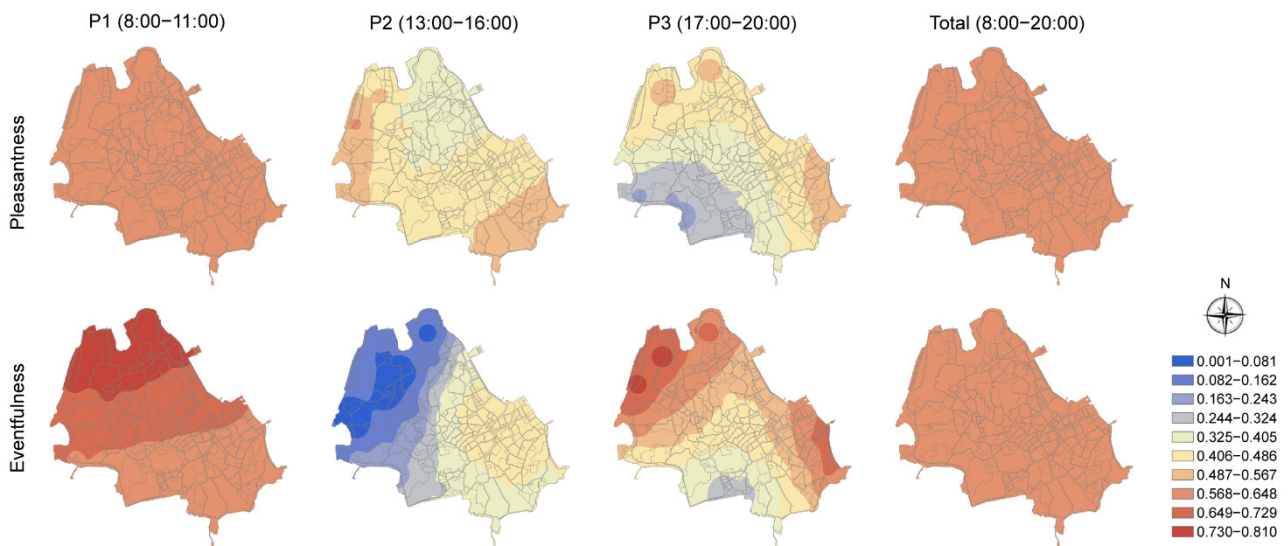 P1 (8:00−11:00)
P2 (13:00−16:00)
P3 (17:00−20:00)
Total (8:00−20:00)
Pleasantness
Eventfulness
N
0.001−0.081
0.082−0.162
0.163−0.243
0.244−0.324
0.325−0.405
0.406−0.486
0.487−0.567
0.568−0.648
0.649−0.729
0.730−0.810